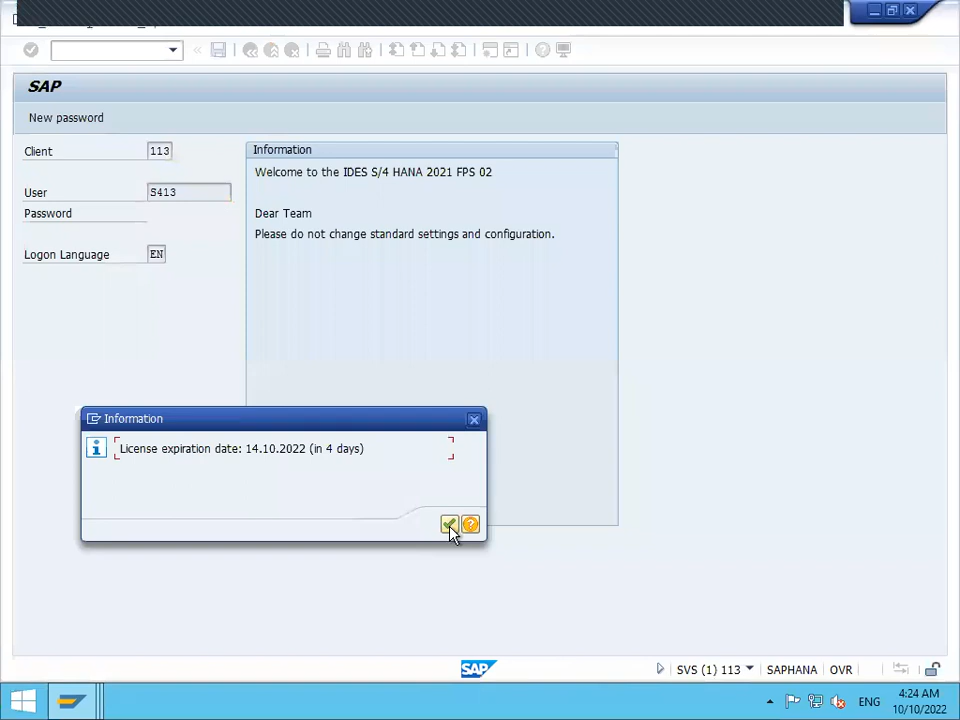 SAP
New password
Client 113
User S413
Password
Logon Language EN
Information
Welcome to the IDES S/4 HANA 2021 FPS 02
Dear Team
Please do not change standard settings and configuration.
Information
License expiration date: 14.10.2022 (in 4 days)
SAP
SVS (1) 113 SAPHANA OVR
ENG
4:24 AM
10/10/2022